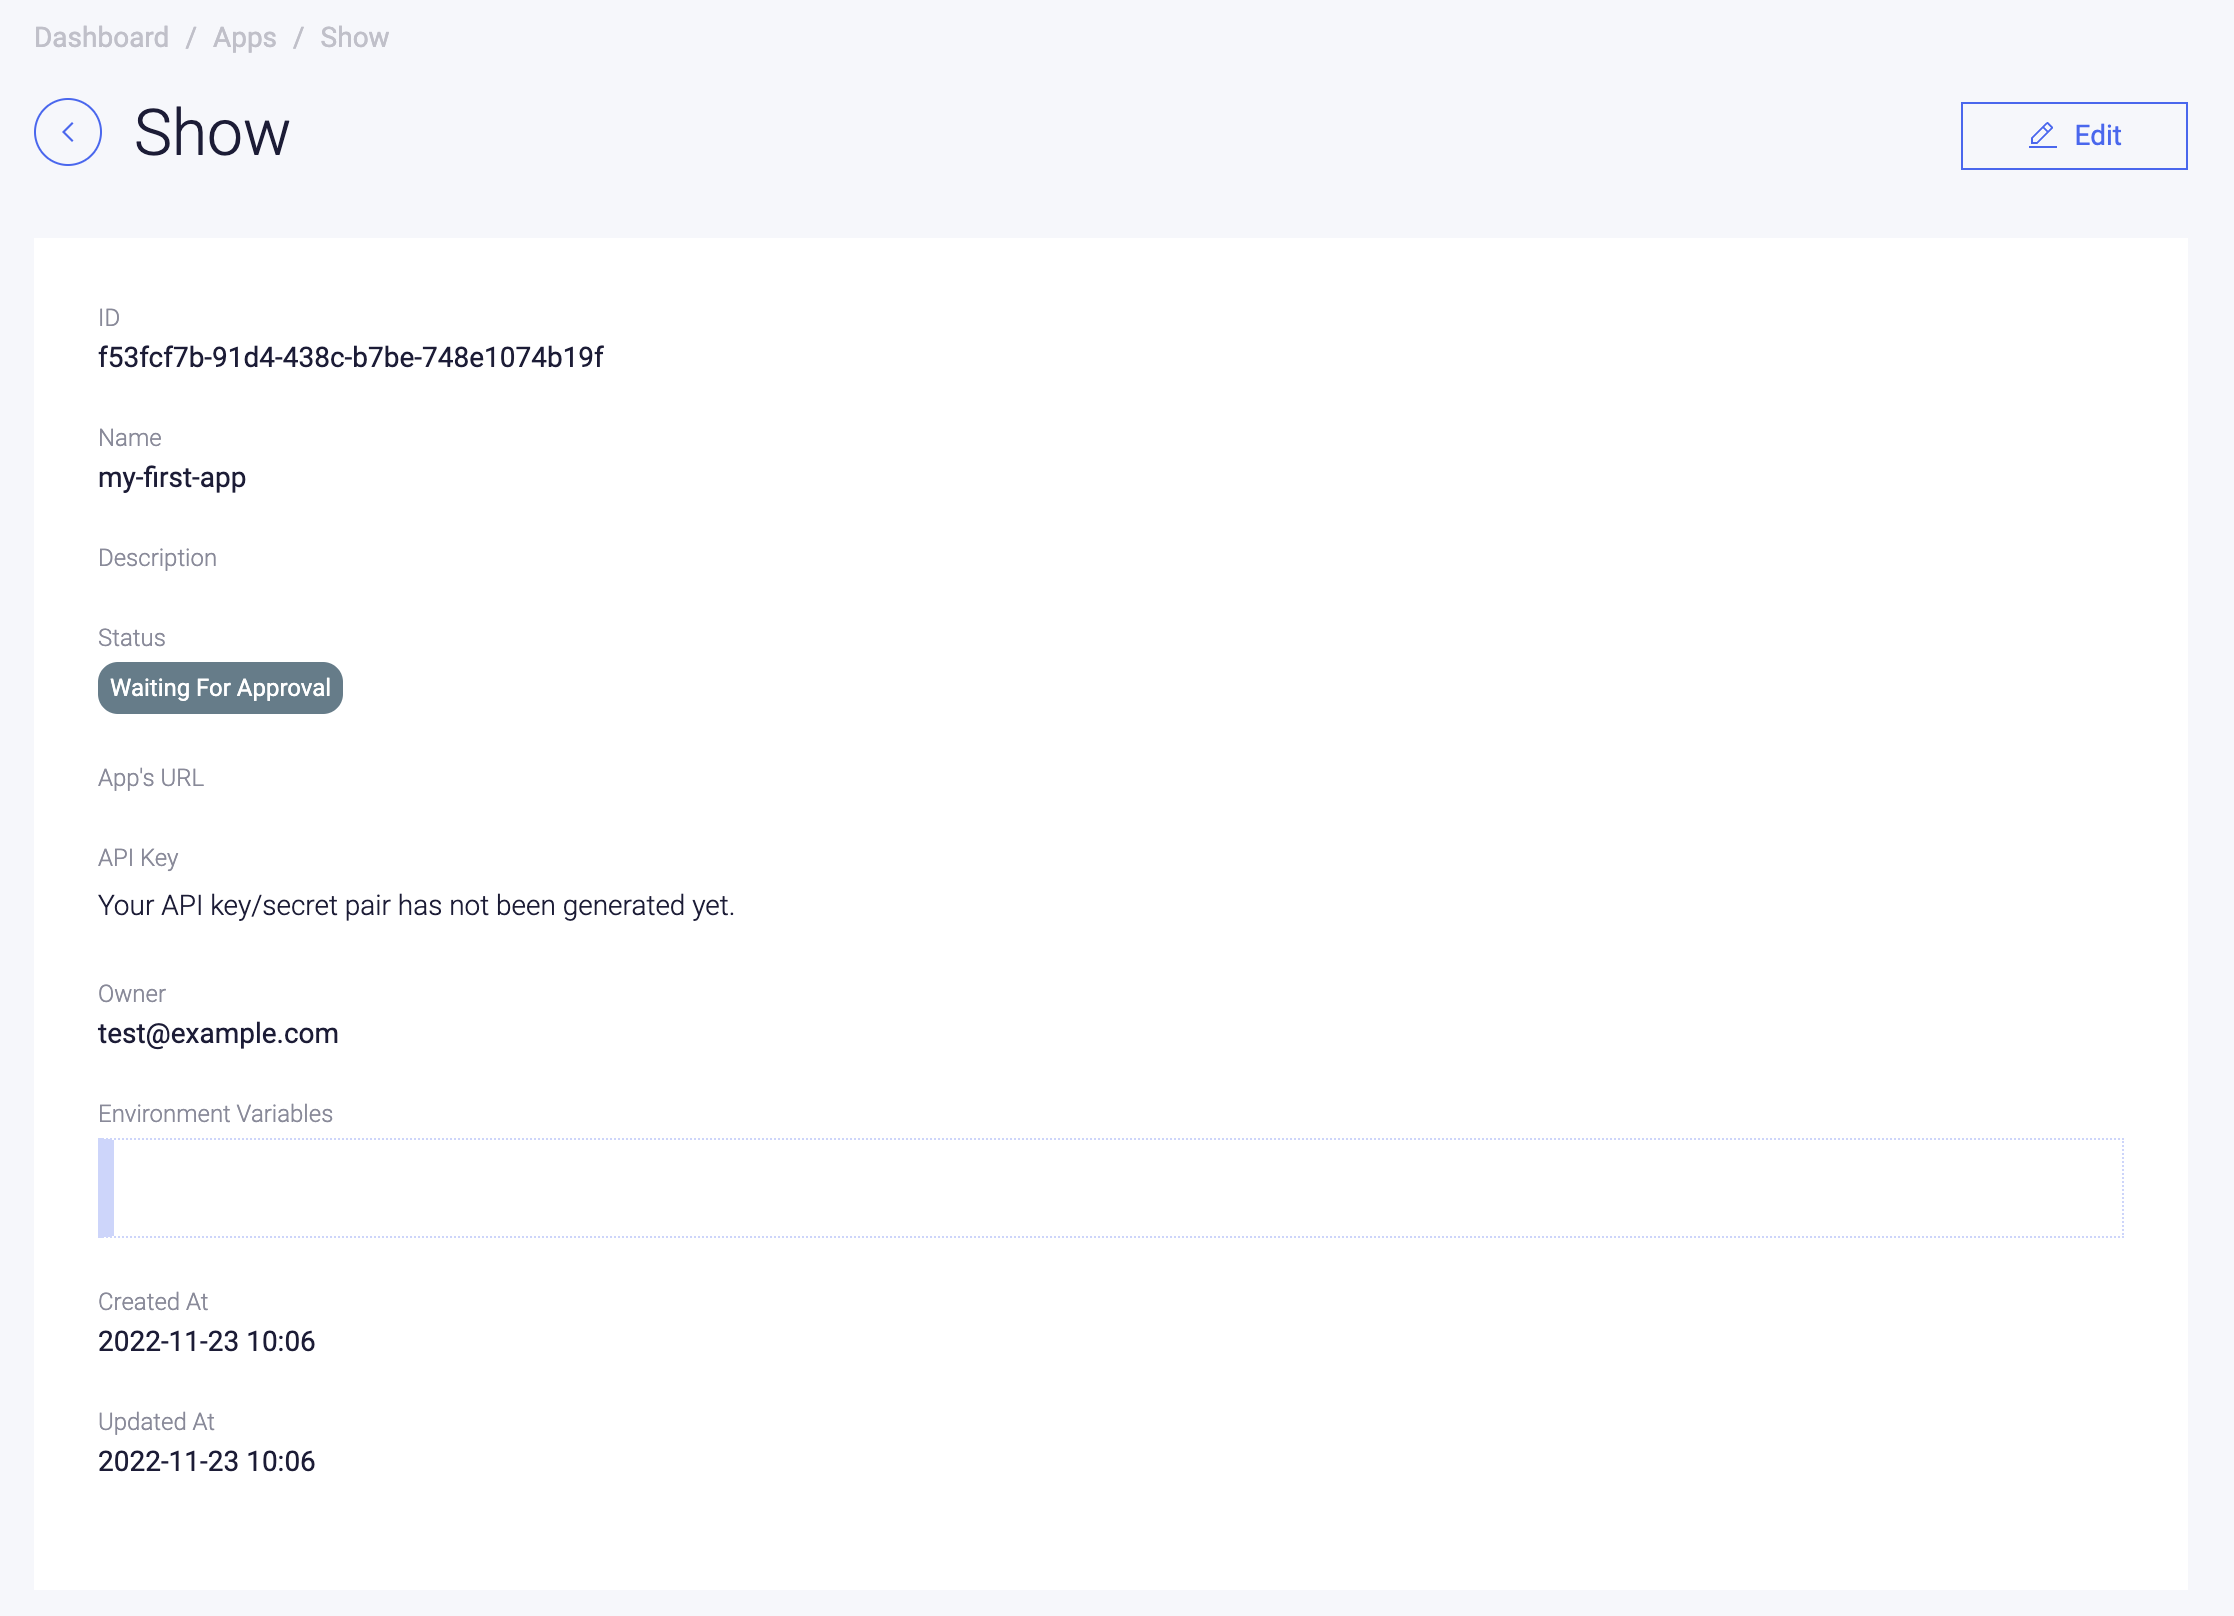 Dashboard / Apps / Show
Show
Edit
ID
f53fcf7b-91d4-438c-b7be-748e1074b19f
Name
my-first-app
Description
Status
Waiting For Approval
App's URL
API Key
Your API key/secret pair has not been generated yet.
Owner
test@example.com
Environment Variables
Created At
2022-11-23 10:06
Updated At
2022-11-23 10:06